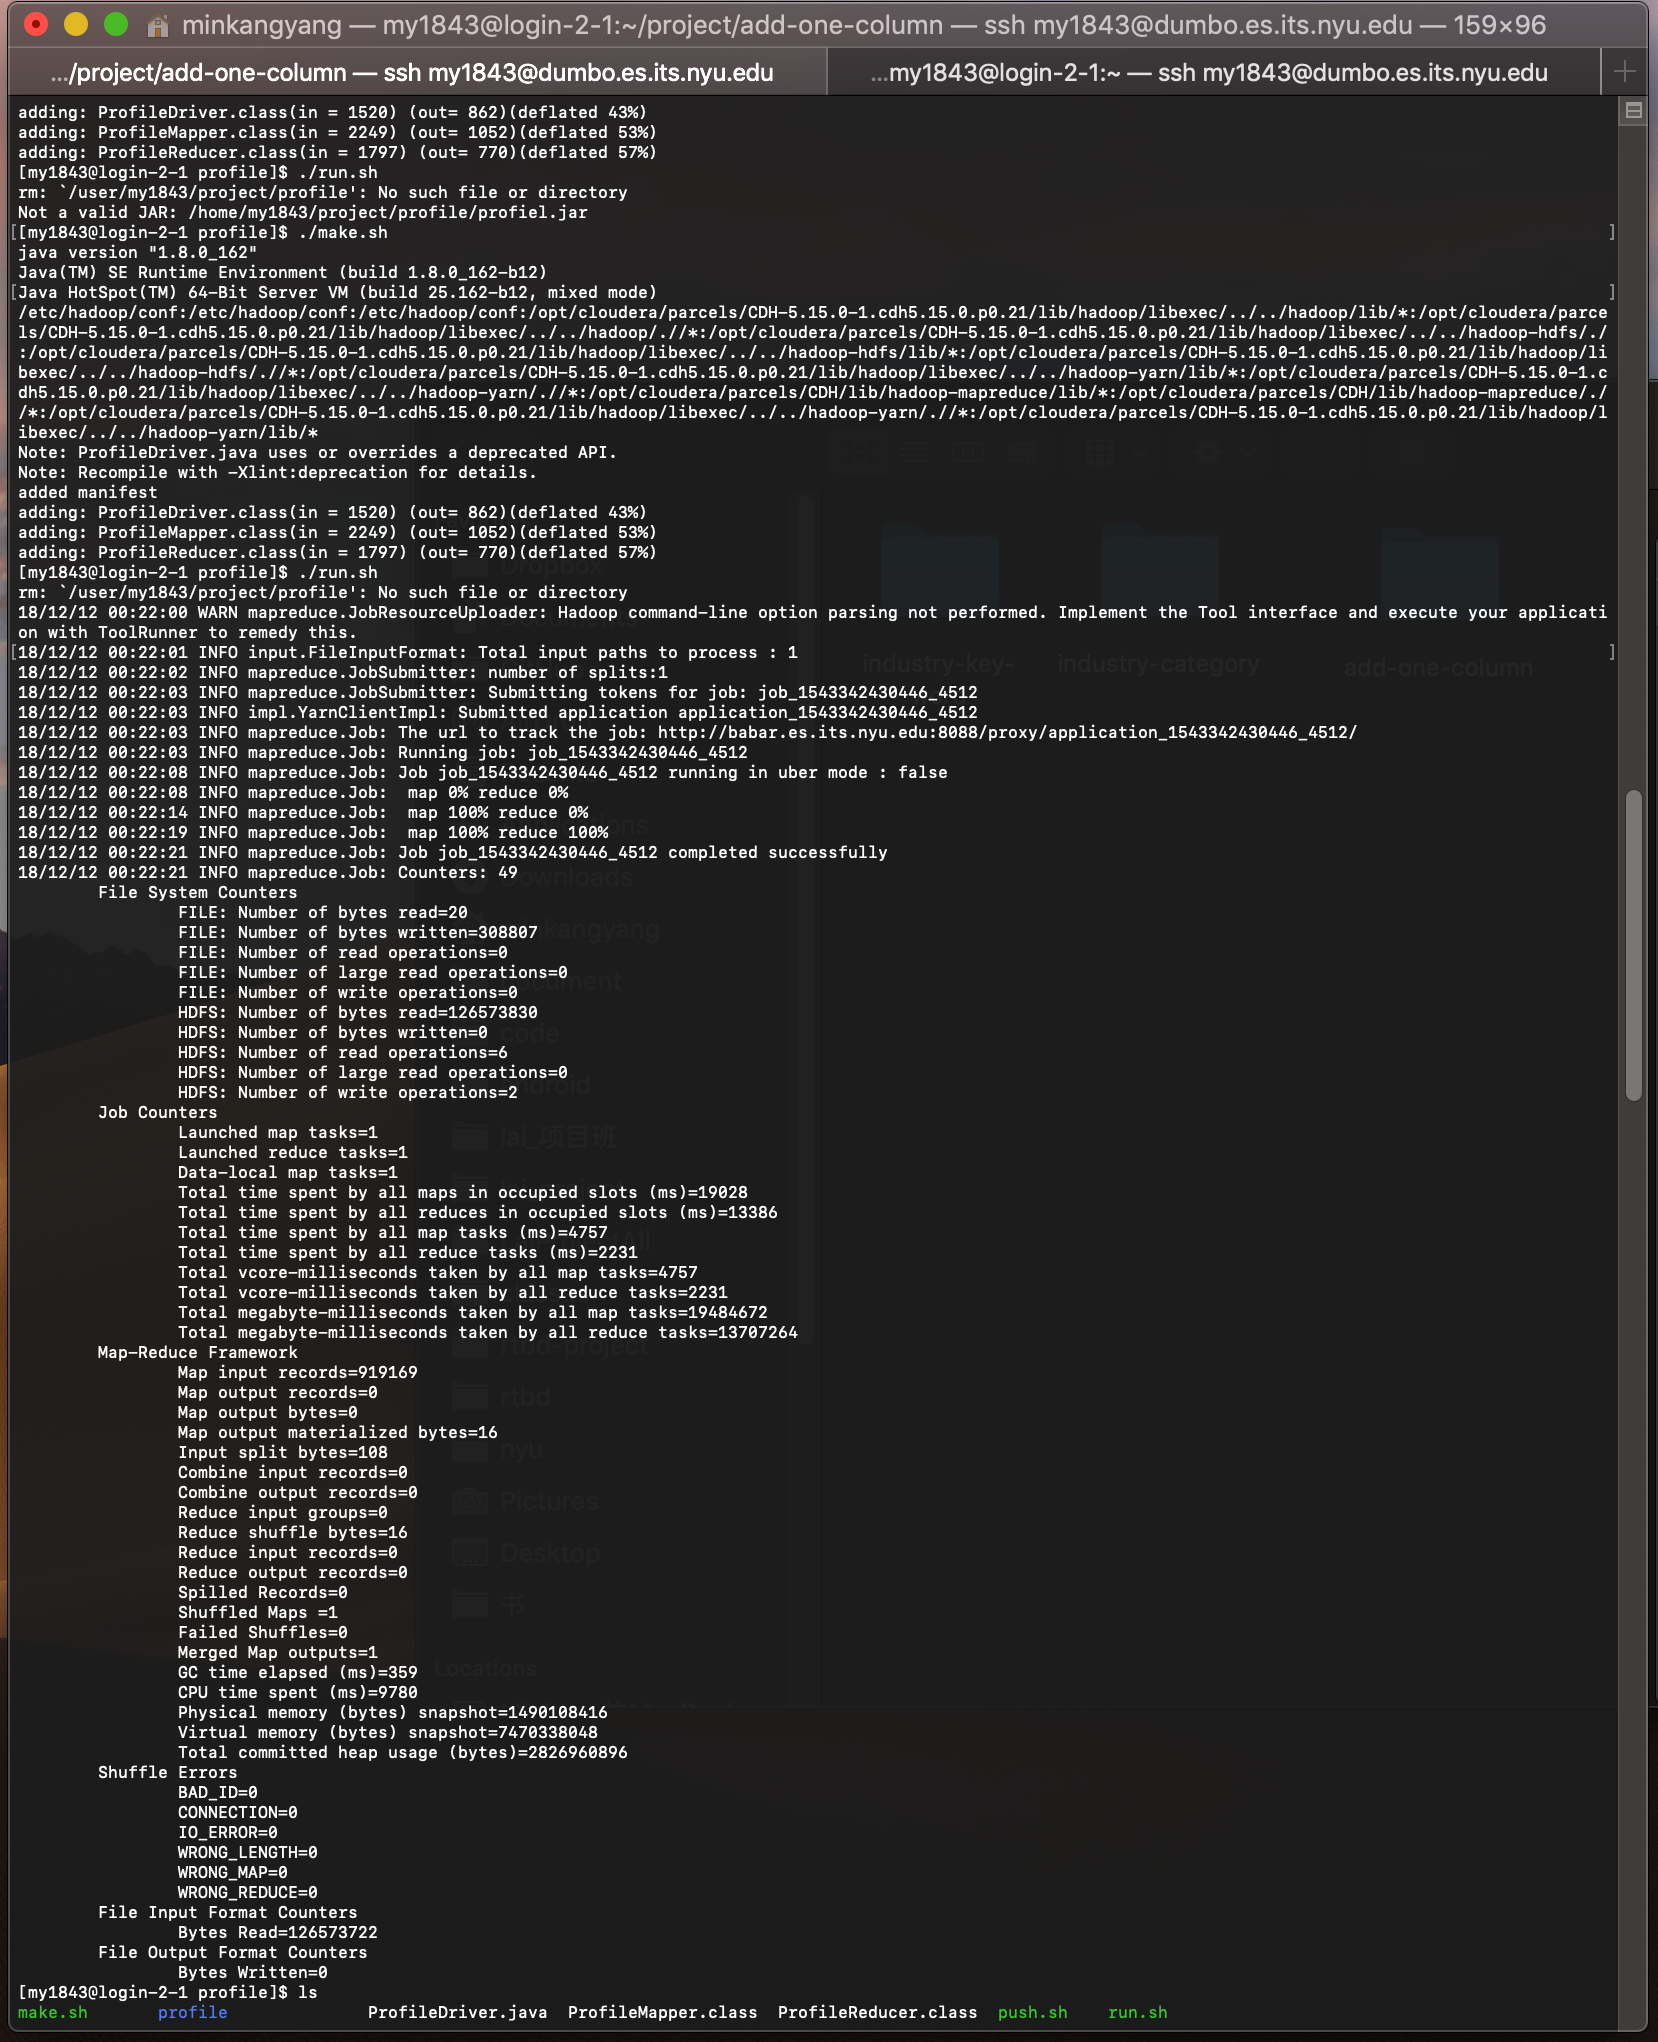 minkangyang — my1843@login-2-1:~/project/add-one-column — ssh my1843@dumbo.es.its.nyu.edu — 159×96
.../project/add-one-column — ssh my1843@dumbo.es.its.nyu.edu
...my1843@login-2-1:~ — ssh my1843@dumbo.es.its.nyu.edu
adding: ProfileDriver.class(in = 1520) (out= 862)(deflated 43%)
adding: ProfileMapper.class(in = 2249) (out= 1052)(deflated 53%)
adding: ProfileReducer.class(in = 1797) (out= 770)(deflated 57%)
[my1843@login-2-1 profile]$ ./run.sh
rm: `/user/my1843/project/profile': No such file or directory
Not a valid JAR: /home/my1843/project/profile/profiel.jar
[[my1843@login-2-1 profile]$ ./make.sh ]
java version "1.8.0_162"
Java(TM) SE Runtime Environment (build 1.8.0_162-b12)
[Java HotSpot(TM) 64-Bit Server VM (build 25.162-b12, mixed mode) ]
/etc/hadoop/conf:/etc/hadoop/conf:/etc/hadoop/conf:/opt/cloudera/parcels/CDH-5.15.0-1.cdh5.15.0.p0.21/lib/hadoop/libexec/../../hadoop/lib/*:/opt/cloudera/parce
ls/CDH-5.15.0-1.cdh5.15.0.p0.21/lib/hadoop/libexec/../../hadoop/.//*:/opt/cloudera/parcels/CDH-5.15.0-1.cdh5.15.0.p0.21/lib/hadoop/libexec/../../hadoop-hdfs/./
:/opt/cloudera/parcels/CDH-5.15.0-1.cdh5.15.0.p0.21/lib/hadoop/libexec/../../hadoop-hdfs/lib/*:/opt/cloudera/parcels/CDH-5.15.0-1.cdh5.15.0.p0.21/lib/hadoop/li
bexec/../../hadoop-hdfs/.//*:/opt/cloudera/parcels/CDH-5.15.0-1.cdh5.15.0.p0.21/lib/hadoop/libexec/../../hadoop-yarn/lib/*:/opt/cloudera/parcels/CDH-5.15.0-1.c
dh5.15.0.p0.21/lib/hadoop/libexec/../../hadoop-yarn/.//*:/opt/cloudera/parcels/CDH/lib/hadoop-mapreduce/lib/*:/opt/cloudera/parcels/CDH/lib/hadoop-mapreduce/./
/*:/opt/cloudera/parcels/CDH-5.15.0-1.cdh5.15.0.p0.21/lib/hadoop/libexec/../../hadoop-yarn/.//*:/opt/cloudera/parcels/CDH-5.15.0-1.cdh5.15.0.p0.21/lib/hadoop/l
ibexec/../../hadoop-yarn/lib/*
Note: ProfileDriver.java uses or overrides a deprecated API.
Note: Recompile with -Xlint:deprecation for details.
added manifest
adding: ProfileDriver.class(in = 1520) (out= 862)(deflated 43%)
adding: ProfileMapper.class(in = 2249) (out= 1052)(deflated 53%)
adding: ProfileReducer.class(in = 1797) (out= 770)(deflated 57%)
[my1843@login-2-1 profile]$ ./run.sh
rm: `/user/my1843/project/profile': No such file or directory
18/12/12 00:22:00 WARN mapreduce.JobResourceUploader: Hadoop command-line option parsing not performed. Implement the Tool interface and execute your applicati
on with ToolRunner to remedy this.
[18/12/12 00:22:01 INFO input.FileInputFormat: Total input paths to process : 1 ]
18/12/12 00:22:02 INFO mapreduce.JobSubmitter: number of splits:1
18/12/12 00:22:03 INFO mapreduce.JobSubmitter: Submitting tokens for job: job_1543342430446_4512
18/12/12 00:22:03 INFO impl.YarnClientImpl: Submitted application application_1543342430446_4512
18/12/12 00:22:03 INFO mapreduce.Job: The url to track the job: http://babar.es.its.nyu.edu:8088/proxy/application_1543342430446_4512/
18/12/12 00:22:03 INFO mapreduce.Job: Running job: job_1543342430446_4512
18/12/12 00:22:08 INFO mapreduce.Job: Job job_1543342430446_4512 running in uber mode : false
18/12/12 00:22:08 INFO mapreduce.Job:  map 0% reduce 0%
18/12/12 00:22:14 INFO mapreduce.Job:  map 100% reduce 0%
18/12/12 00:22:19 INFO mapreduce.Job:  map 100% reduce 100%
18/12/12 00:22:21 INFO mapreduce.Job: Job job_1543342430446_4512 completed successfully
18/12/12 00:22:21 INFO mapreduce.Job: Counters: 49
File System Counters
FILE: Number of bytes read=20
FILE: Number of bytes written=308807
FILE: Number of read operations=0
FILE: Number of large read operations=0
FILE: Number of write operations=0
HDFS: Number of bytes read=126573830
HDFS: Number of bytes written=0
HDFS: Number of read operations=6
HDFS: Number of large read operations=0
HDFS: Number of write operations=2
Job Counters
Launched map tasks=1
Launched reduce tasks=1
Data-local map tasks=1
Total time spent by all maps in occupied slots (ms)=19028
Total time spent by all reduces in occupied slots (ms)=13386
Total time spent by all map tasks (ms)=4757
Total time spent by all reduce tasks (ms)=2231
Total vcore-milliseconds taken by all map tasks=4757
Total vcore-milliseconds taken by all reduce tasks=2231
Total megabyte-milliseconds taken by all map tasks=19484672
Total megabyte-milliseconds taken by all reduce tasks=13707264
Map-Reduce Framework
Map input records=919169
Map output records=0
Map output bytes=0
Map output materialized bytes=16
Input split bytes=108
Combine input records=0
Combine output records=0
Reduce input groups=0
Reduce shuffle bytes=16
Reduce input records=0
Reduce output records=0
Spilled Records=0
Shuffled Maps =1
Failed Shuffles=0
Merged Map outputs=1
GC time elapsed (ms)=359
CPU time spent (ms)=9780
Physical memory (bytes) snapshot=1490108416
Virtual memory (bytes) snapshot=7470338048
Total committed heap usage (bytes)=2826960896
Shuffle Errors
BAD_ID=0
CONNECTION=0
IO_ERROR=0
WRONG_LENGTH=0
WRONG_MAP=0
WRONG_REDUCE=0
File Input Format Counters
Bytes Read=126573722
File Output Format Counters
Bytes Written=0
[my1843@login-2-1 profile]$ ls
make.sh profile ProfileDriver.java ProfileMapper.class ProfileReducer.class push.sh run.sh
Dropbox
industry-key-
industry-category
add-one-column
Downloads
code
lai_项目班
rtbd-project
rtbd
nyu
Pictures
Desktop
书
Locations